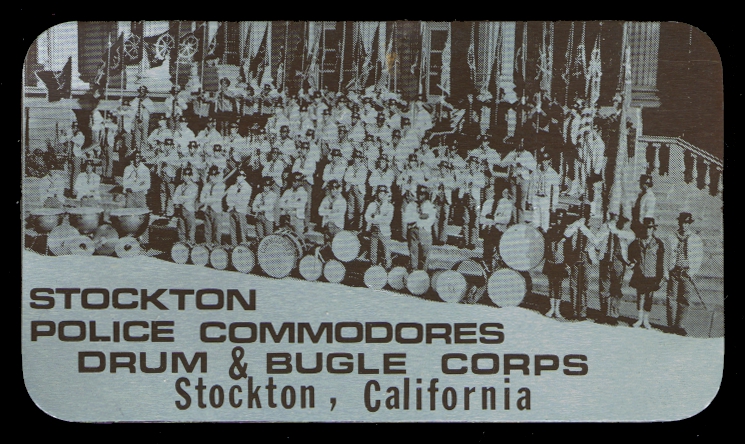 STOCKTON
POLICE COMMODORES
DRUM & BUGLE CORPS
Stockton, California